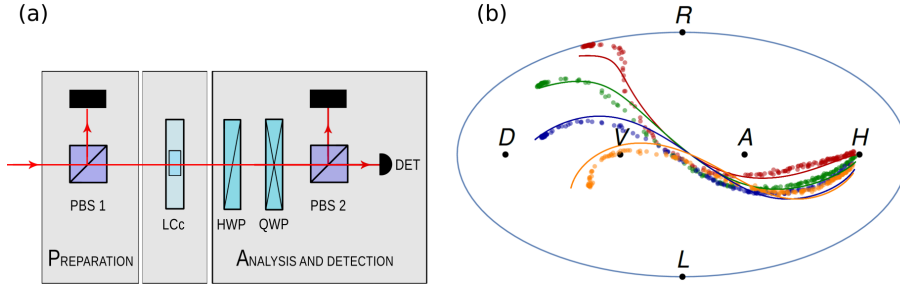 (a)
PBS 1
LCc
HWP
QWP
PBS 2
DET
PREPARATION
ANALYSIS AND DETECTION
(b)
R
D
V
A
H
L